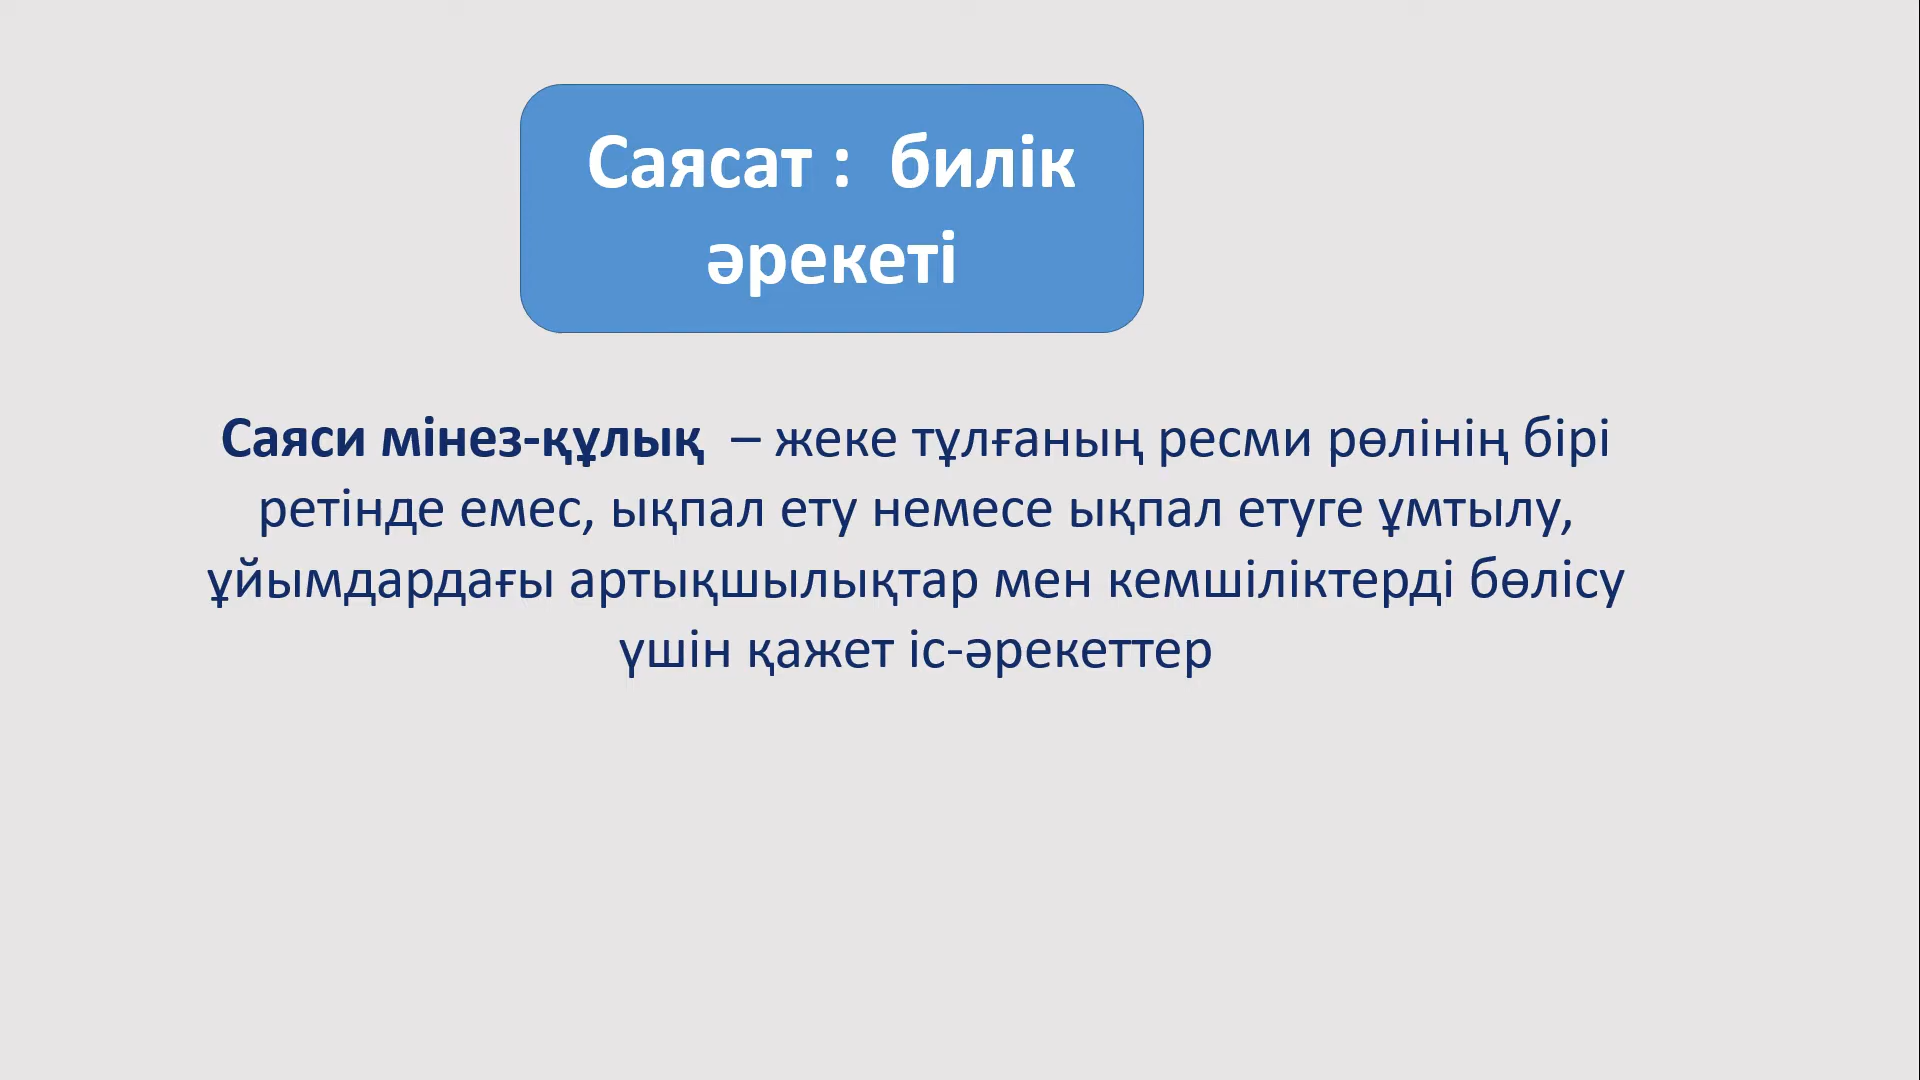 Саясат :  билік
әрекеті
Саяси мінез-құлық  – жеке тұлғаның ресми рөлінің бірі
ретінде емес, ықпал ету немесе ықпал етуге ұмтылу,
ұйымдардағы артықшылықтар мен кемшіліктерді бөлісу
үшін қажет іс-әрекеттер